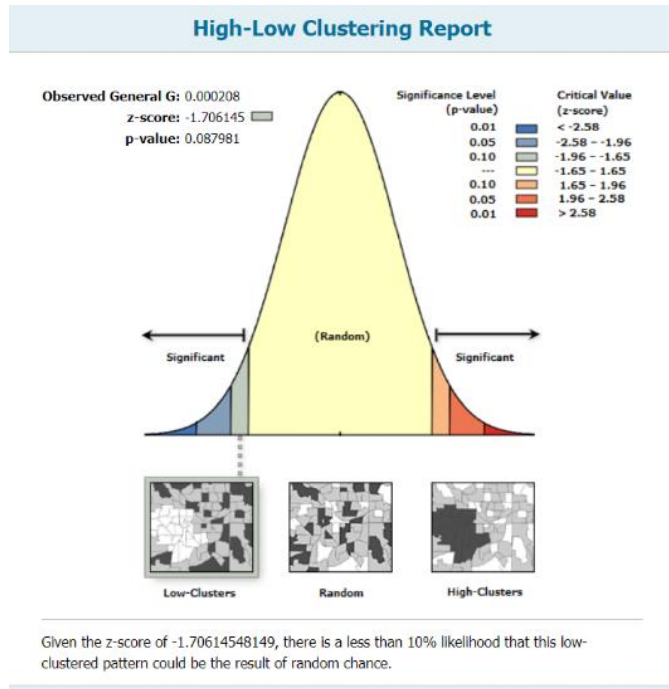 High-Low Clustering Report
Observed General G: 0.000208
z-score: -1.706145
p-value: 0.087981
Significance Level Critical Value
(p-value) (z-score)
0.01 < -2.58
0.05 -2.58 – -1.96
0.10 -1.96 – -1.65
--- -1.65 – 1.65
0.10 1.65 – 1.96
0.05 1.96 – 2.58
0.01 > 2.58
(Random)
Significant Significant
Low-Clusters Random High-Clusters
Given the z-score of -1.70614548149, there is a less than 10% likelihood that this low-
clustered pattern could be the result of random chance.